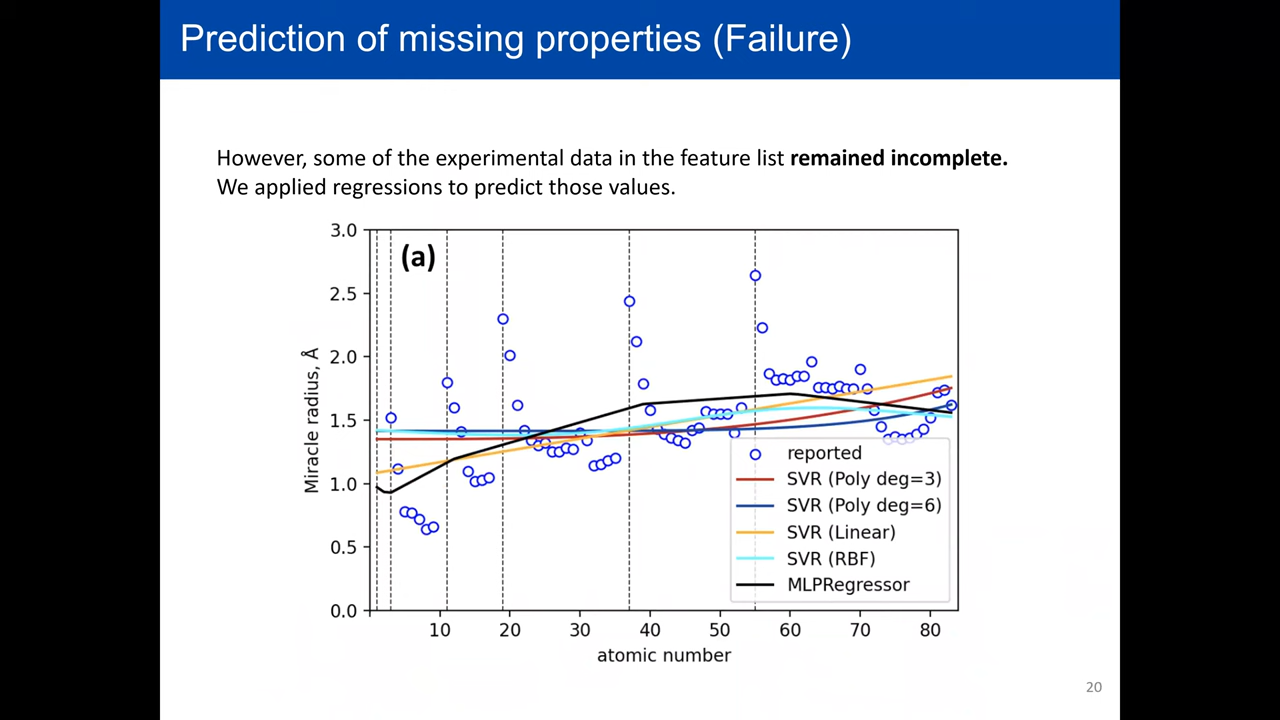 Prediction of missing properties (Failure)
However, some of the experimental data in the feature list remained incomplete.
We applied regressions to predict those values.
(a)
3.0
2.5
2.0
1.5
1.0
0.5
0.0
Miracle radius, Å
reported
SVR (Poly deg=3)
SVR (Poly deg=6)
SVR (Linear)
SVR (RBF)
MLPRegressor
10 20 30 40 50 60 70 80
atomic number
20